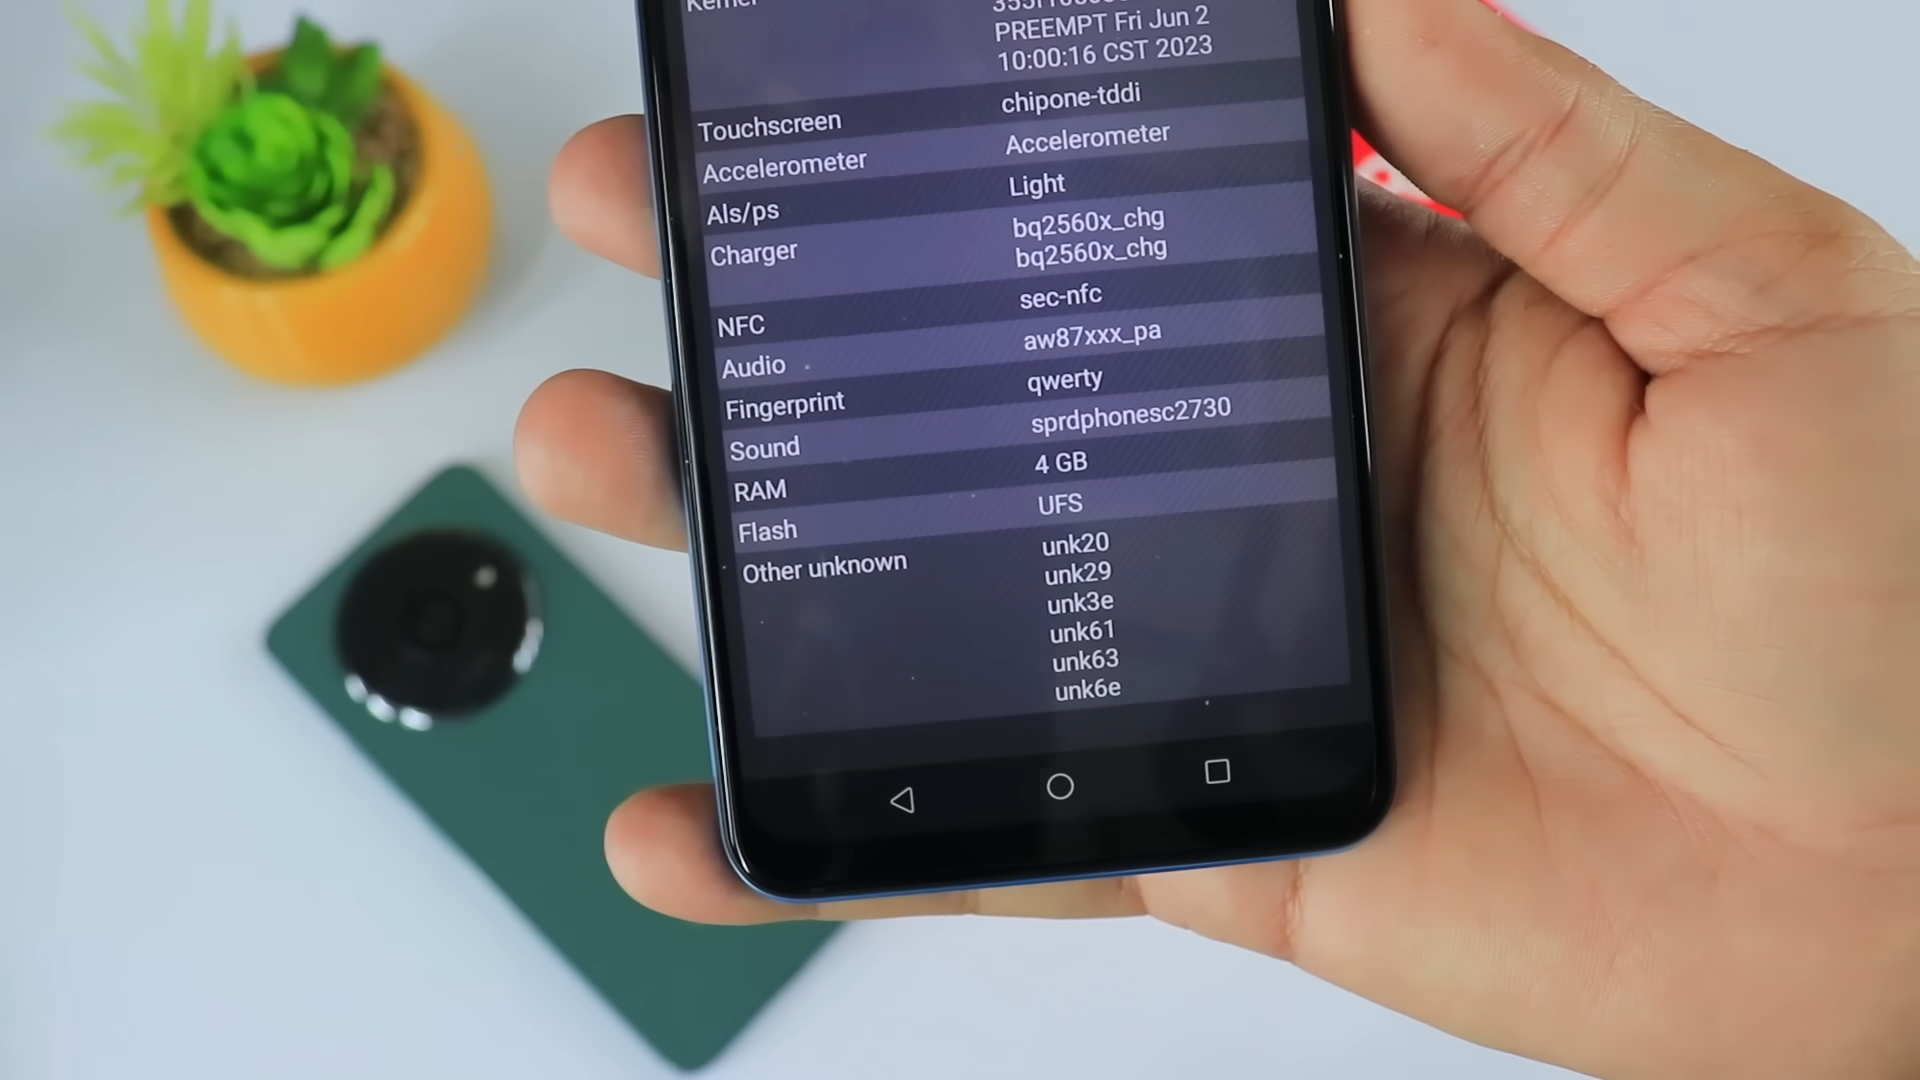 Kernel
PREEMPT Fri Jun 2
10:00:16 CST 2023
Touchscreen chipone-tddi
Accelerometer Accelerometer
Als/ps Light
Charger bq2560x_chg
bq2560x_chg
NFC sec-nfc
Audio aw87xxx_pa
Fingerprint qwerty
Sound sprdphonesc2730
RAM 4 GB
Flash UFS
Other unknown unk20
unk29
unk3e
unk61
unk63
unk6e